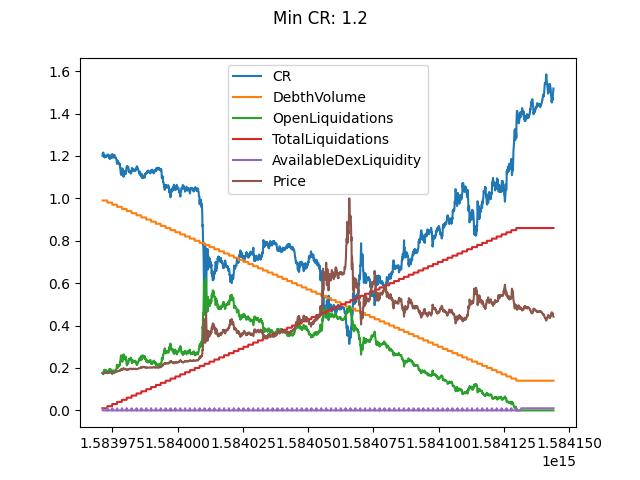 Min CR: 1.2
1.6
1.4
1.2
1.0
0.8
0.6
0.4
0.2
0.0
CR
DebthVolume
OpenLiquidations
TotalLiquidations
AvailableDexLiquidity
Price
1.583975 1.584000 1.584025 1.584050 1.584075 1.584100 1.584125 1.584150
1e15